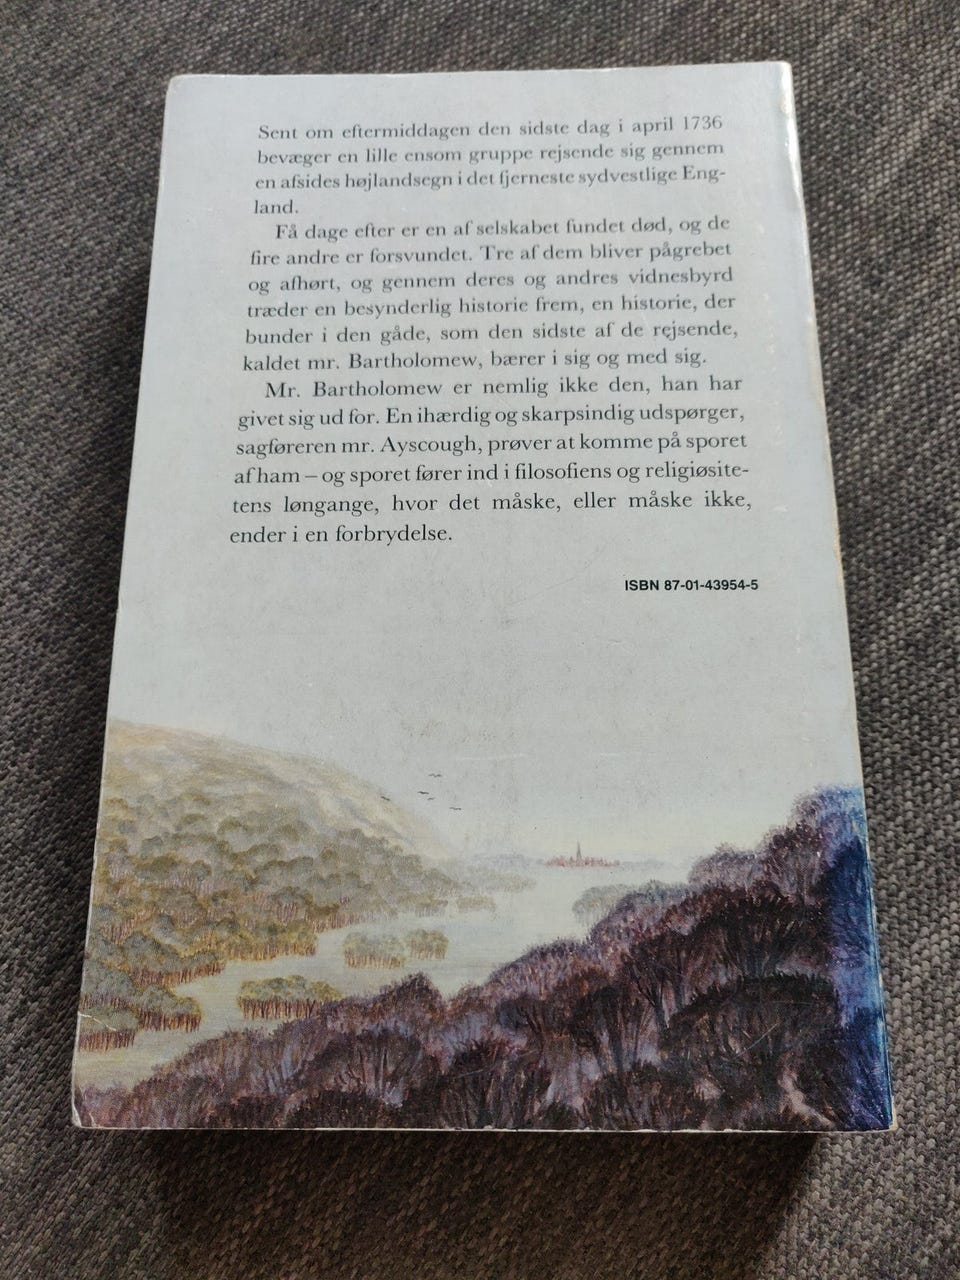 Sent om eftermiddagen den sidste dag i april 1736
bevæger en lille ensom gruppe rejsende sig gennem
en afsides højlandsegn i det fjerneste sydvestlige Eng-
land.
Få dage efter er en af selskabet fundet død, og de
fire andre er forsvundet. Tre af dem bliver pågrebet
og afhørt, og gennem deres og andres vidnesbyrd
træder en besynderlig historie frem, en historie, der
bunder i den gåde, som den sidste af de rejsende,
kaldet mr. Bartholomew, bærer i sig og med sig.
Mr. Bartholomew er nemlig ikke den, han har
givet sig ud for. En ihærdig og skarpsindig udspørger,
sagføreren mr. Ayscough, prøver at komme på sporet
af ham – og sporet fører ind i filosofiens og religiøsite-
tens løngange, hvor det måske, eller måske ikke,
ender i en forbrydelse.
ISBN 87-01-43954-5